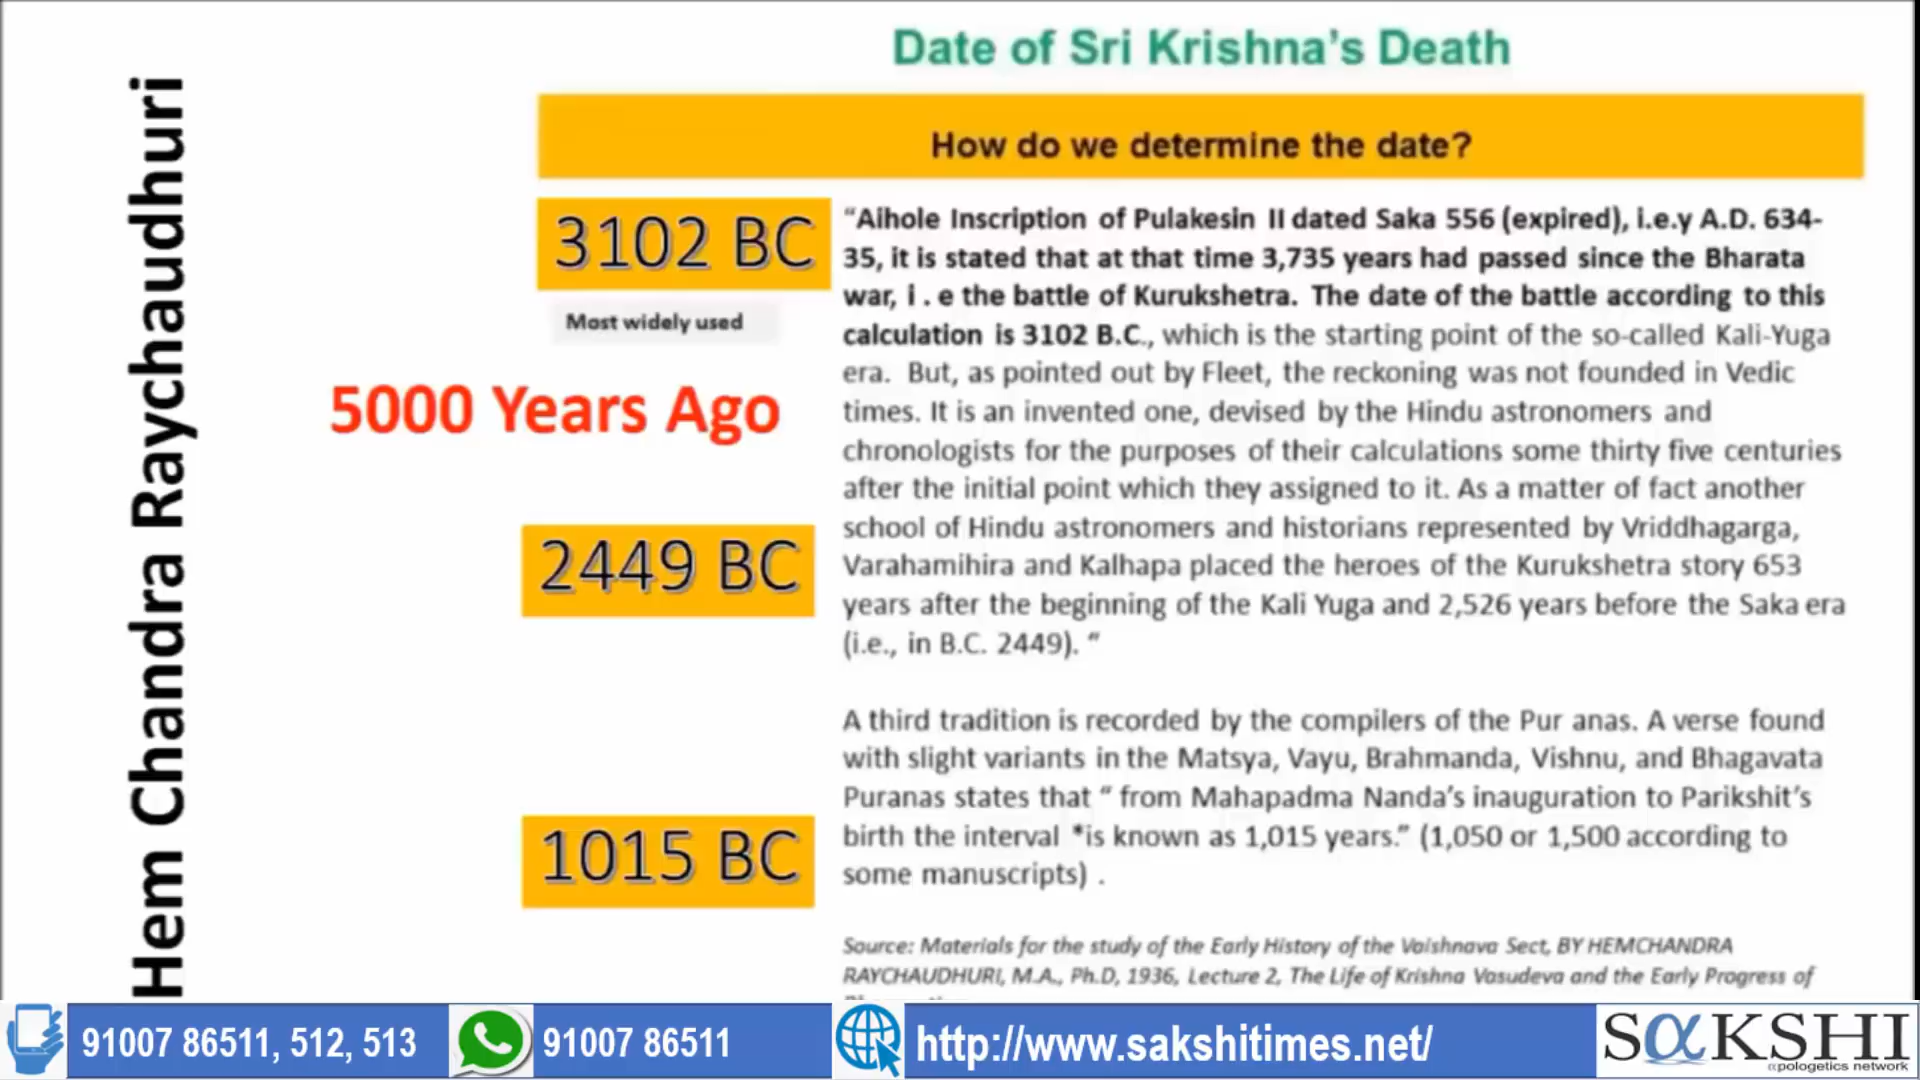 Date of Sri Krishna's Death
How do we determine the date?
Hem Chandra Raychaudhuri
3102 BC
Most widely used
5000 Years Ago
2449 BC
1015 BC
"Aihole Inscription of Pulakesin II dated Saka 556 (expired), i.e.y A.D. 634-
35, it is stated that at that time 3,735 years had passed since the Bharata
war, i . e the battle of Kurukshetra. The date of the battle according to this
calculation is 3102 B.C., which is the starting point of the so-called Kali-Yuga
era. But, as pointed out by Fleet, the reckoning was not founded in Vedic
times. It is an invented one, devised by the Hindu astronomers and
chronologists for the purposes of their calculations some thirty five centuries
after the initial point which they assigned to it. As a matter of fact another
school of Hindu astronomers and historians represented by Vriddhagarga,
Varahamihira and Kalhapa placed the heroes of the Kurukshetra story 653
years after the beginning of the Kali Yuga and 2,526 years before the Saka era
(i.e., in B.C. 2449). "
A third tradition is recorded by the compilers of the Pur anas. A verse found
with slight variants in the Matsya, Vayu, Brahmanda, Vishnu, and Bhagavata
Puranas states that " from Mahapadma Nanda's inauguration to Parikshit's
birth the interval *is known as 1,015 years." (1,050 or 1,500 according to
some manuscripts) .
Source: Materials for the study of the Early History of the Vaishnava Sect, BY HEMCHANDRA
RAYCHAUDHURI, M.A., Ph.D, 1936, Lecture 2, The Life of Krishna Vasudeva and the Early Progress of
91007 86511, 512, 513
91007 86511
http://www.sakshitimes.net/
SαKSHI
αpologetics network